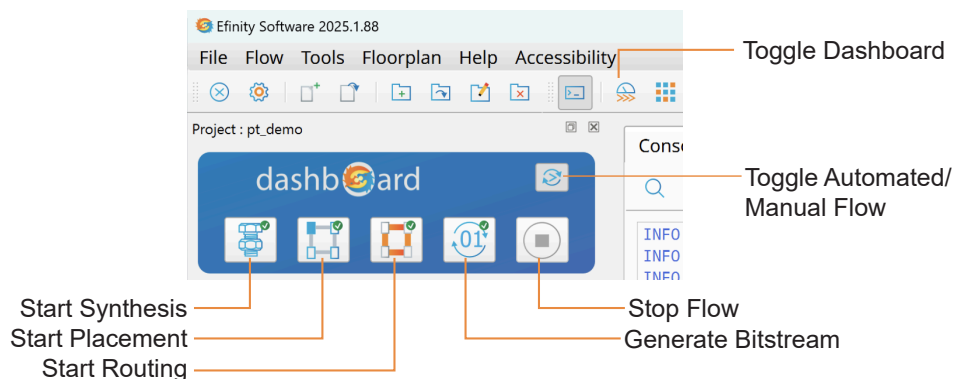 Efinity Software 2025.1.88
File Flow Tools Floorplan Help Accessibility
Toggle Dashboard
Project : pt_demo
dashboard
Toggle Automated/
Manual Flow
01
INFO
INFO
INFO
Start Synthesis
Stop Flow
Start Placement
Generate Bitstream
Start Routing